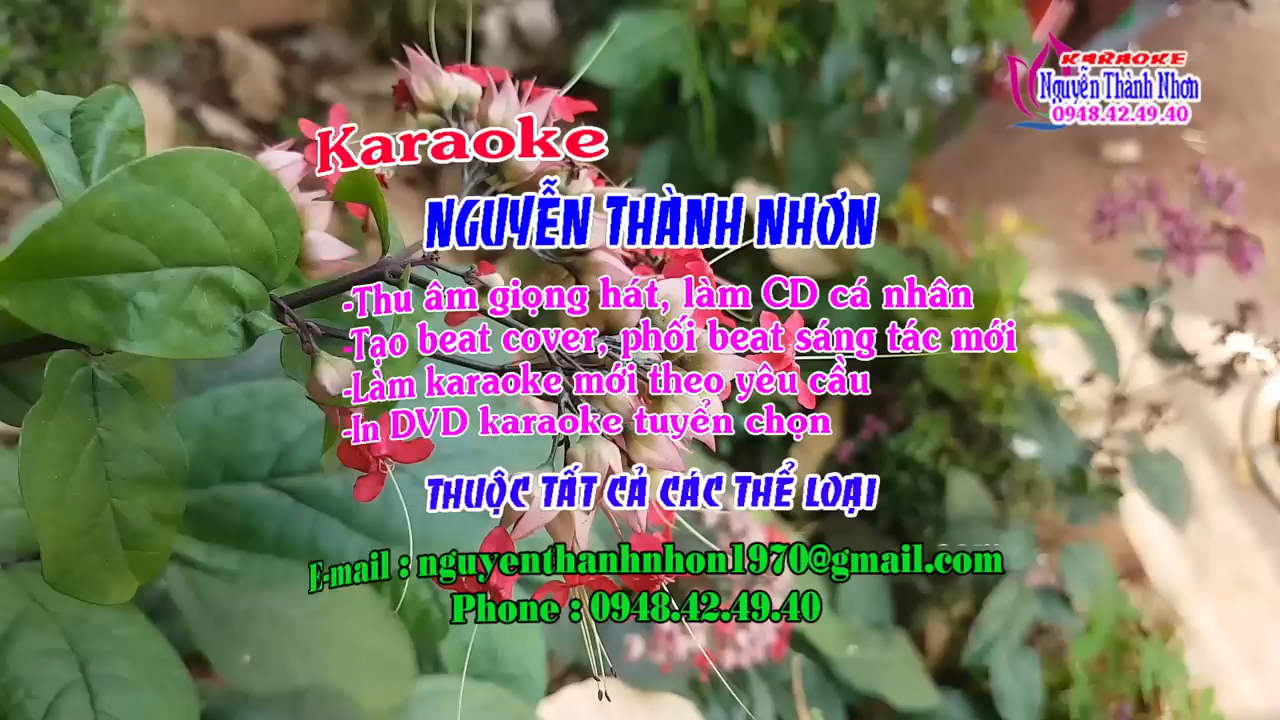 KARAOKE
Nguyễn Thành Nhơn
0948.42.49.40
Karaoke
NGUYỄN THÀNH NHƠN
-Thu âm giọng hát, làm CD cá nhân
-Tạo beat cover, phối beat sáng tác mới
-Làm karaoke mới theo yêu cầu
-In DVD karaoke tuyển chọn
THUỘC TẤT CẢ CÁC THỂ LOẠI
E-mail : nguyenthanhnhon1970@gmail.com
Phone : 0948.42.49.40